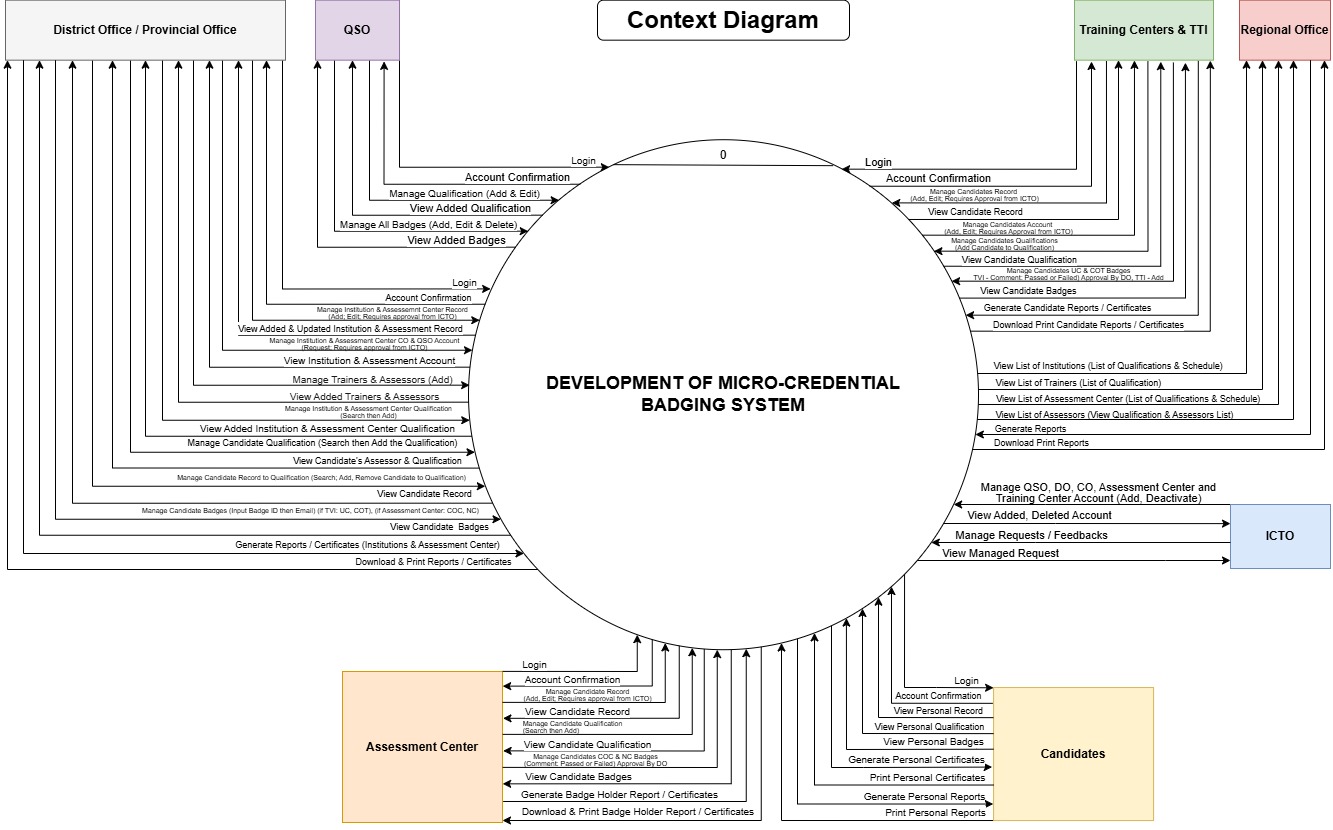 Context Diagram
District Office / Provincial Office
QSO
Training Centers & TTI
Regional Office
0
DEVELOPMENT OF MICRO-CREDENTIAL
BADGING SYSTEM
Login
Account Confirmation
Manage Qualification (Add & Edit)
View Added Qualification
Manage All Badges (Add, Edit & Delete)
View Added Badges
Login
Account Confirmation
Manage Institution & Assessemnt Center Record
(Add; Edit; Requires approval from ICTO)
View Added & Updated Institution & Assessment Record
Manage Institution & Assessment Center CO & QSO Account
(Request; Requires approval from ICTO)
View Institution & Assessment Account
Manage Trainers & Assessors (Add)
View Added Trainers & Assessors
Manage Institution & Assessment Center Qualification
(Search then Add)
View Added Institution & Assessment Center Qualification
Manage Candidate Qualification (Search then Add the Qualification)
View Candidate's Assessor & Qualification
Manage Candidate Record to Qualification (Search; Add, Remove Candidate to Qualification)
View Candidate Record
Manage Candidate Badges (Input Badge ID then Email) (if TVI: UC, COT), (if Assessment Center: COC, NC)
View Candidate Badges
Generate Reports / Certificates (Institutions & Assessment Center)
Download & Print Reports / Certificates
Login
Account Confirmation
Manage Candidates Record
(Add, Edit; Requires Approval from ICTO)
View Candidate Record
Manage Candidates Account
(Add, Edit; Requires Approval from ICTO)
Manage Candidates Qualifications
(Add Candidate to Qualification)
View Candidate Qualification
Manage Candidates UC & COT Badges
TVI - Comment: Passed or Failed) Approval By DO, TTI - Add
View Candidate Badges
Generate Candidate Reports / Certificates
Download Print Candidate Reports / Certificates
View List of Institutions (List of Qualifications & Schedule)
View List of Trainers (List of Qualification)
View List of Assessment Center (List of Qualifications & Schedule)
View List of Assessors (View Qualification & Assessors List)
Generate Reports
Download Print Reports
Manage QSO, DO, CO, Assessment Center and
Training Center Account (Add, Deactivate)
View Added, Deleted Account
Manage Requests / Feedbacks
View Managed Request
ICTO
Assessment Center
Login
Account Confirmation
Manage Candidate Record
(Add, Edit; Requires approval from ICTO)
View Candidate Record
Manage Candidate Qualification
(Search then Add)
View Candidate Qualification
Manage Candidates COC & NC Badges
(Comment: Passed or Failed) Approval By DO
View Candidate Badges
Generate Badge Holder Report / Certificates
Download & Print Badge Holder Report / Certificates
Login
Account Confirmation
View Personal Record
View Personal Qualification
View Personal Badges
Generate Personal Certificates
Print Personal Certificates
Generate Personal Reports
Print Personal Reports
Candidates